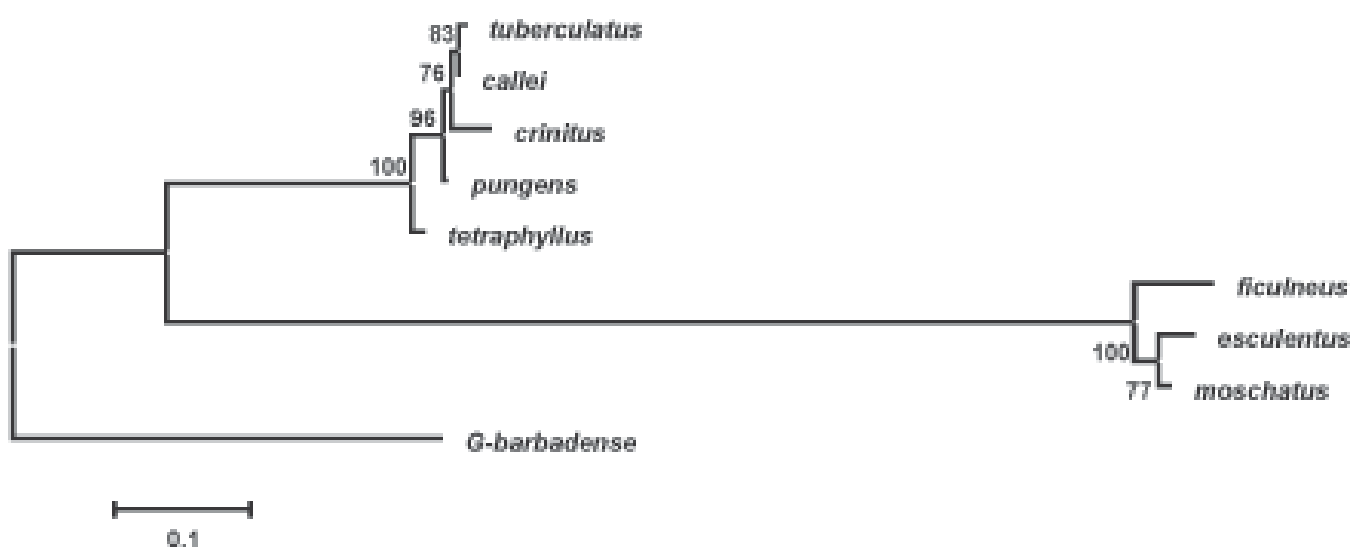 83 tuberculatus
76
callei
96
crinitus
100
pungens
tetraphyllus
ficulneus
esculentus
100
77 moschatus
G-barbadense
0.1